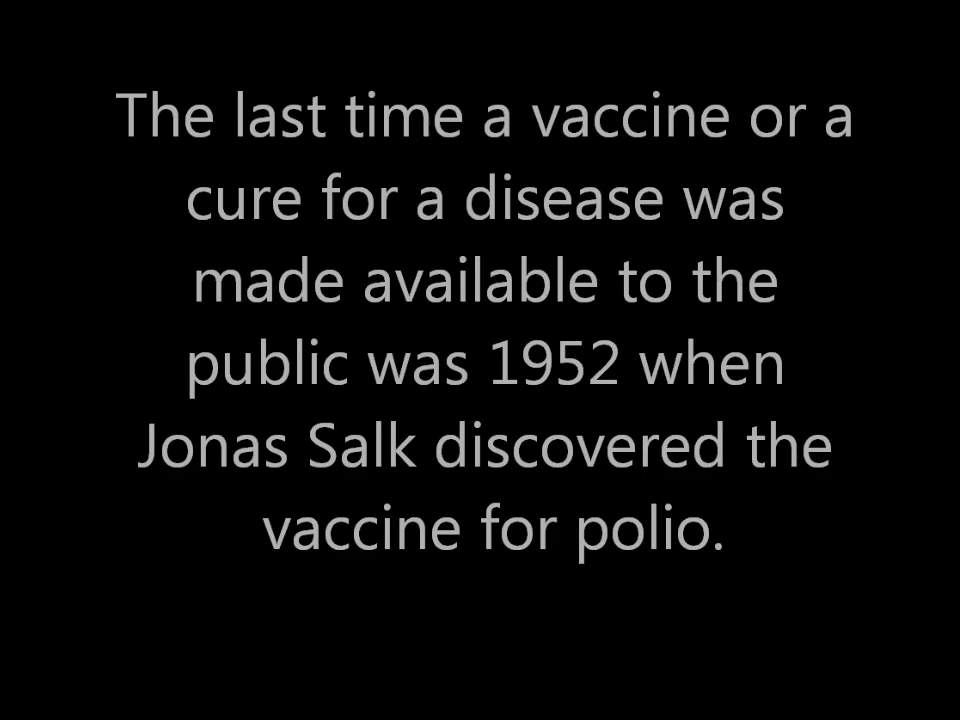 The last time a vaccine or a
cure for a disease was
made available to the
public was 1952 when
Jonas Salk discovered the
vaccine for polio.